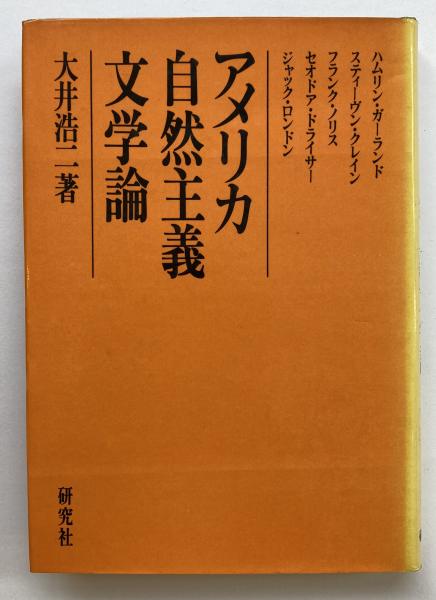 ハムリン・ガーランド
スティーヴン・クレイン
フランク・ノリス
セオドア・ドライサー
ジャック・ロンドン
アメリカ
自然主義
文学論
大井浩二著
研究社